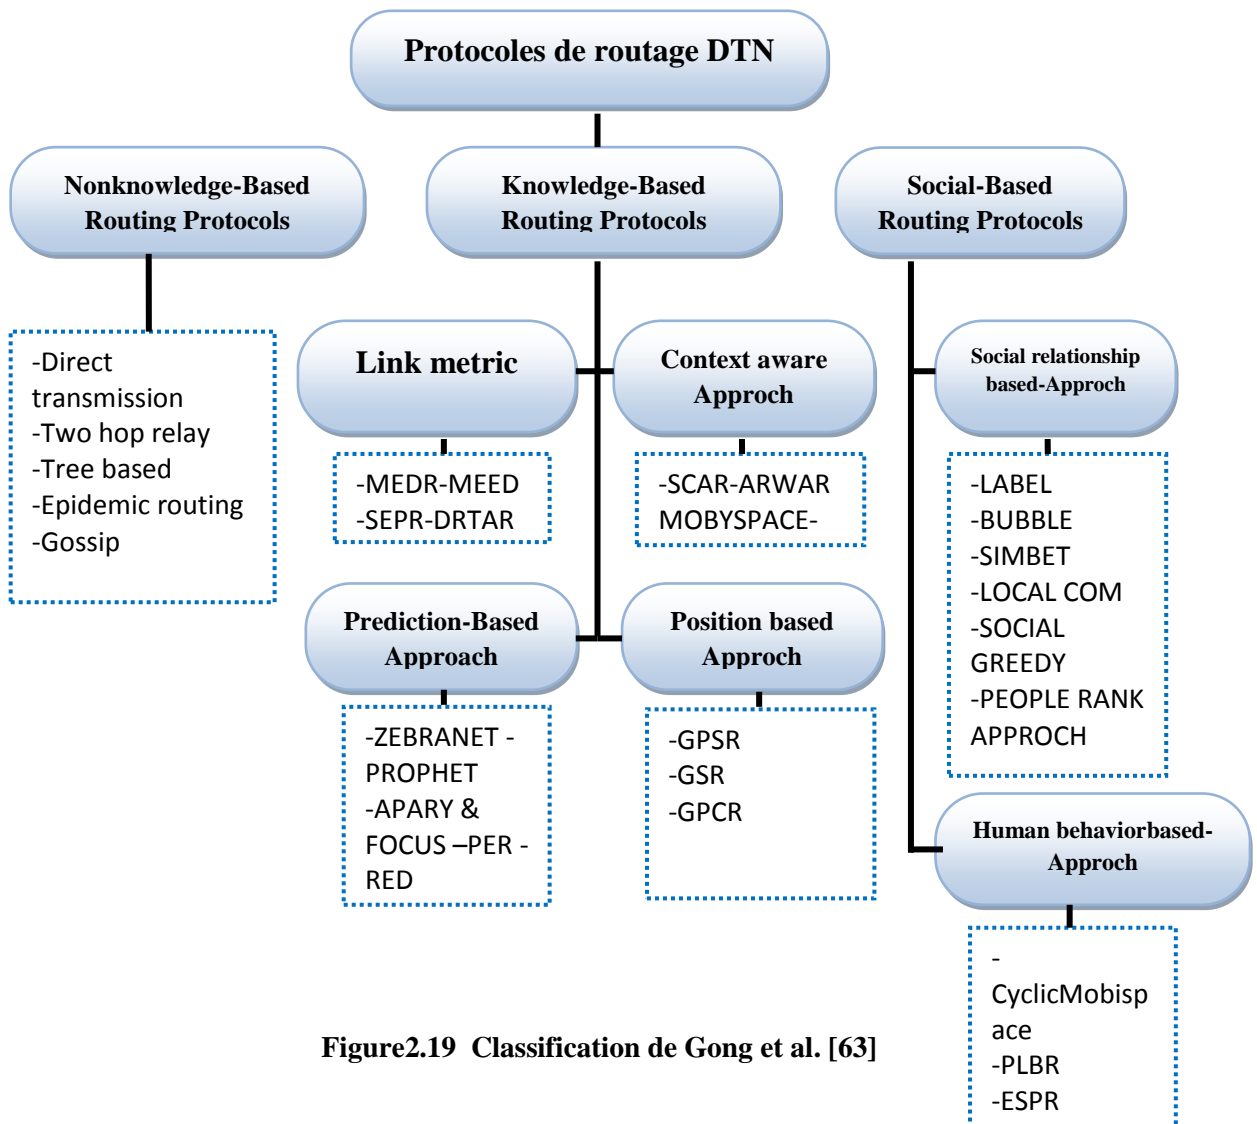 Protocoles de routage DTN
Nonknowledge-Based
Routing Protocols
Knowledge-Based
Routing Protocols
Social-Based
Routing Protocols
-Direct
transmission
-Two hop relay
-Tree based
-Epidemic routing
-Gossip
Link metric
Context aware
Approch
Social relationship
based-Approch
-MEDR-MEED
-SEPR-DRTAR
-SCAR-ARWAR
MOBYSPACE-
-LABEL
-BUBBLE
-SIMBET
-LOCAL COM
-SOCIAL
GREEDY
-PEOPLE RANK
APPROCH
Prediction-Based
Approach
Position based
Approch
-ZEBRANET -
PROPHET
-APARY &
FOCUS –PER -
RED
-GPSR
-GSR
-GPCR
Human behaviorbased-
Approch
-
CyclicMobisp
ace
-PLBR
-ESPR
Figure2.19  Classification de Gong et al. [63]